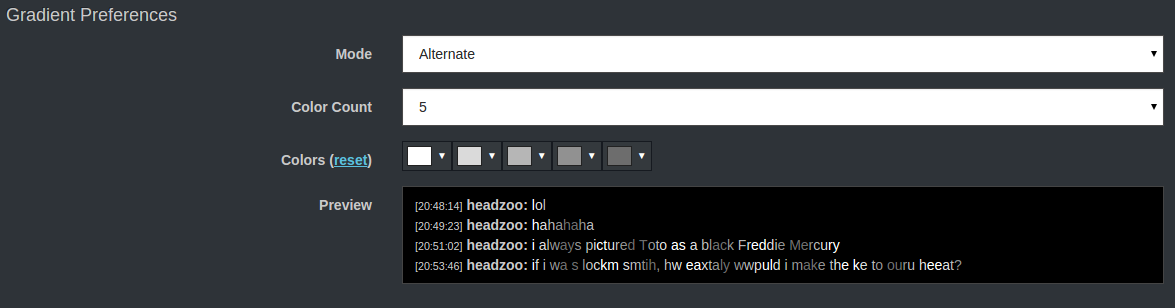 Gradient Preferences
Mode Alternate
Color Count 5
Colors (reset)
Preview
[20:48:14] headzoo: lol
[20:49:23] headzoo: hahahaha
[20:51:02] headzoo: i always pictured Toto as a black Freddie Mercury
[20:53:46] headzoo: if i wa s lockm smtih, hw eaxtaly wwpuld i make the ke to ouru heeat?